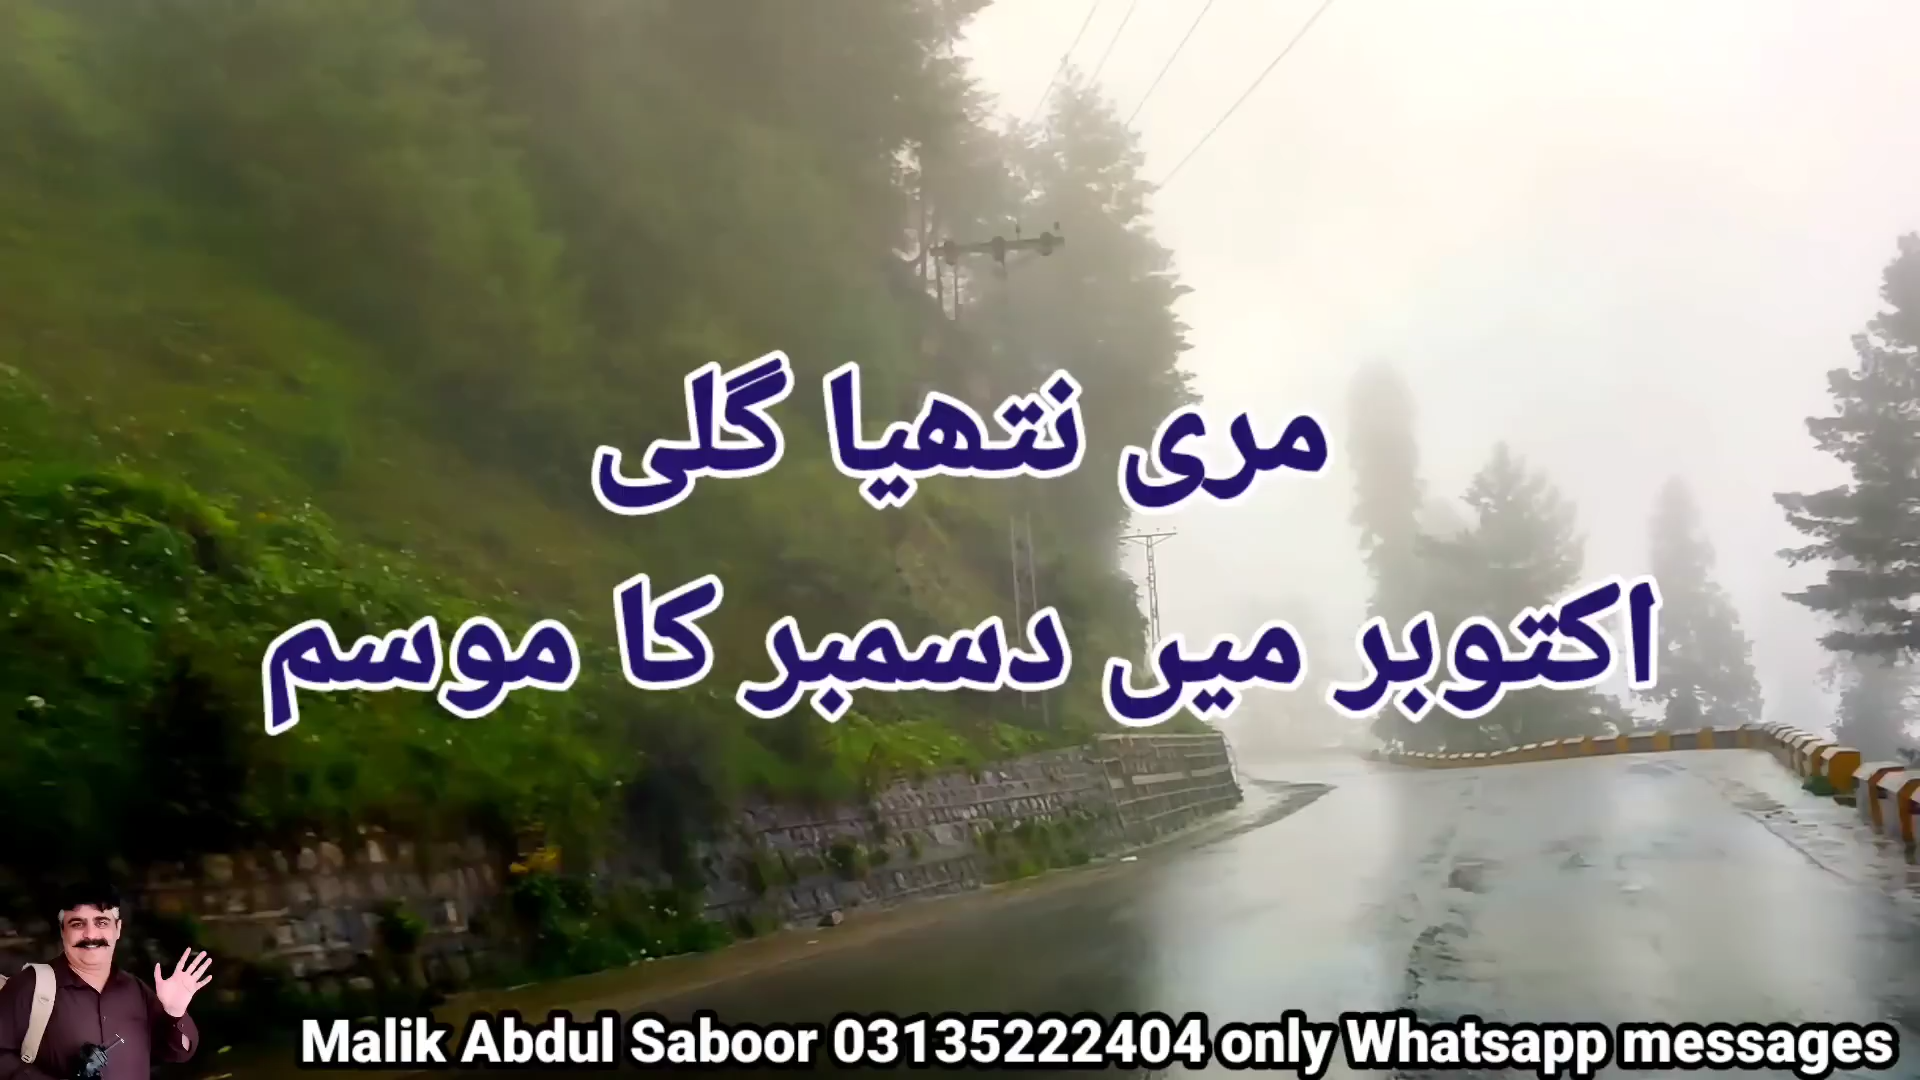 مری نتھیا گلی
اکتوبر میں دسمبر کا موسم
Malik Abdul Saboor 03135222404 only Whatsapp messages